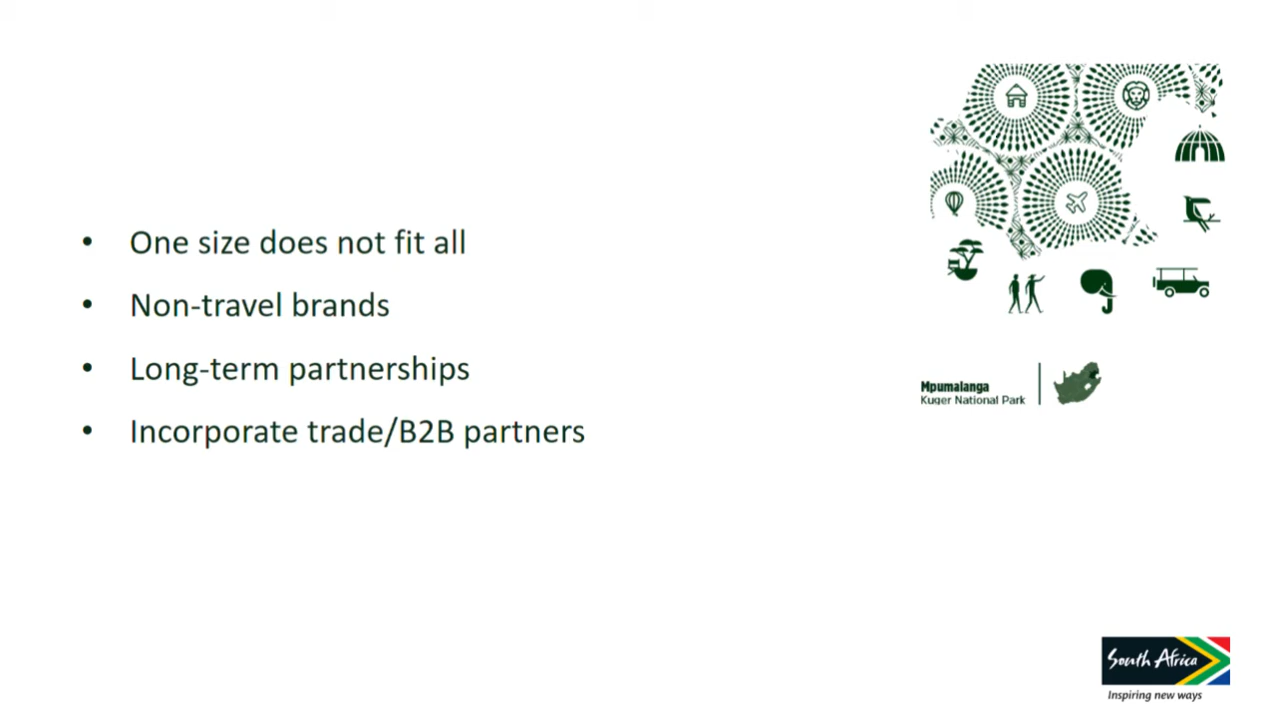 • One size does not fit all
• Non-travel brands
• Long-term partnerships
• Incorporate trade/B2B partners
Mpumalanga
Kuger National Park
South Africa
Inspiring new ways